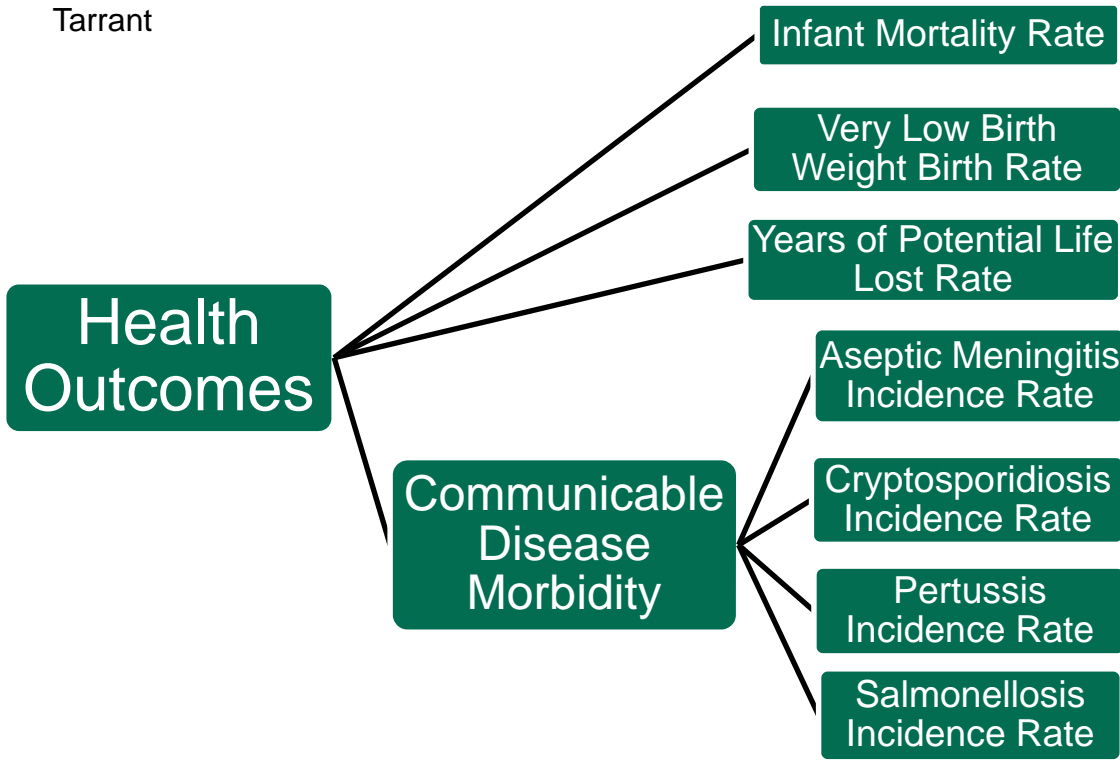 Tarrant
Infant Mortality Rate
Very Low Birth
Weight Birth Rate
Years of Potential Life
Lost Rate
Health
Outcomes
Aseptic Meningitis
Incidence Rate
Communicable
Disease
Morbidity
Cryptosporidiosis
Incidence Rate
Pertussis
Incidence Rate
Salmonellosis
Incidence Rate